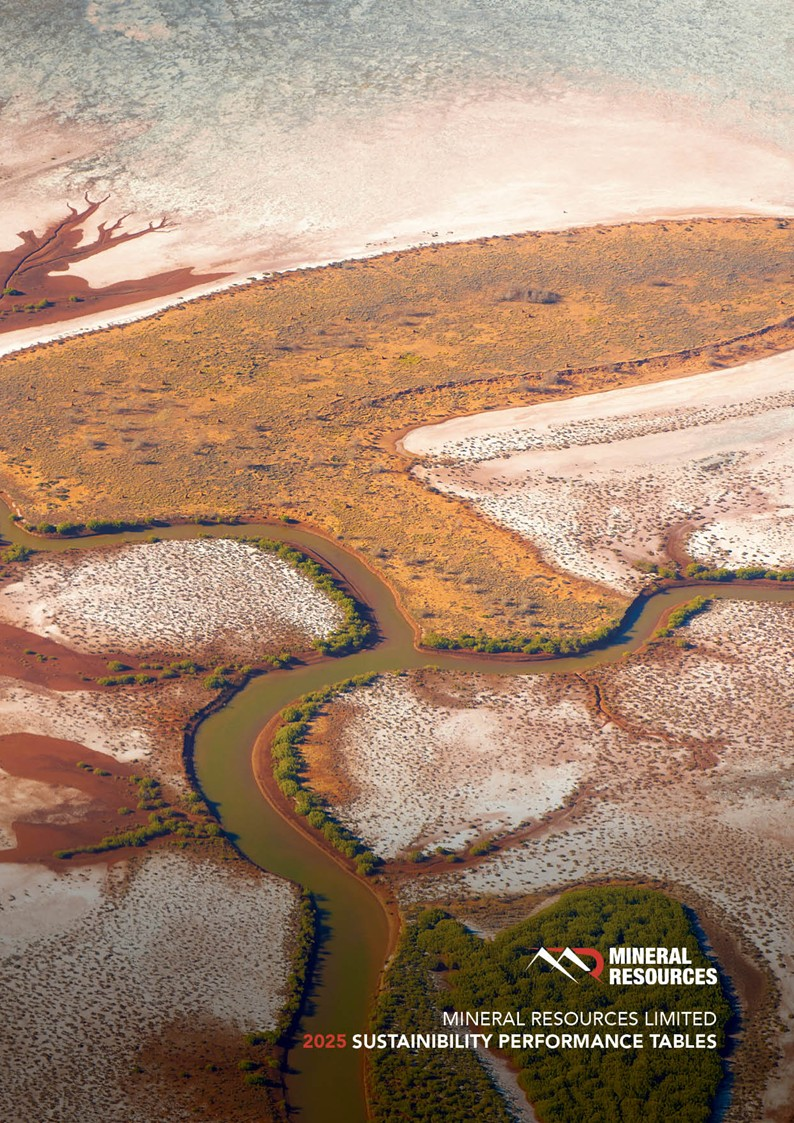 MINERAL
RESOURCES
MINERAL RESOURCES LIMITED
2025 SUSTAINIBILITY PERFORMANCE TABLES